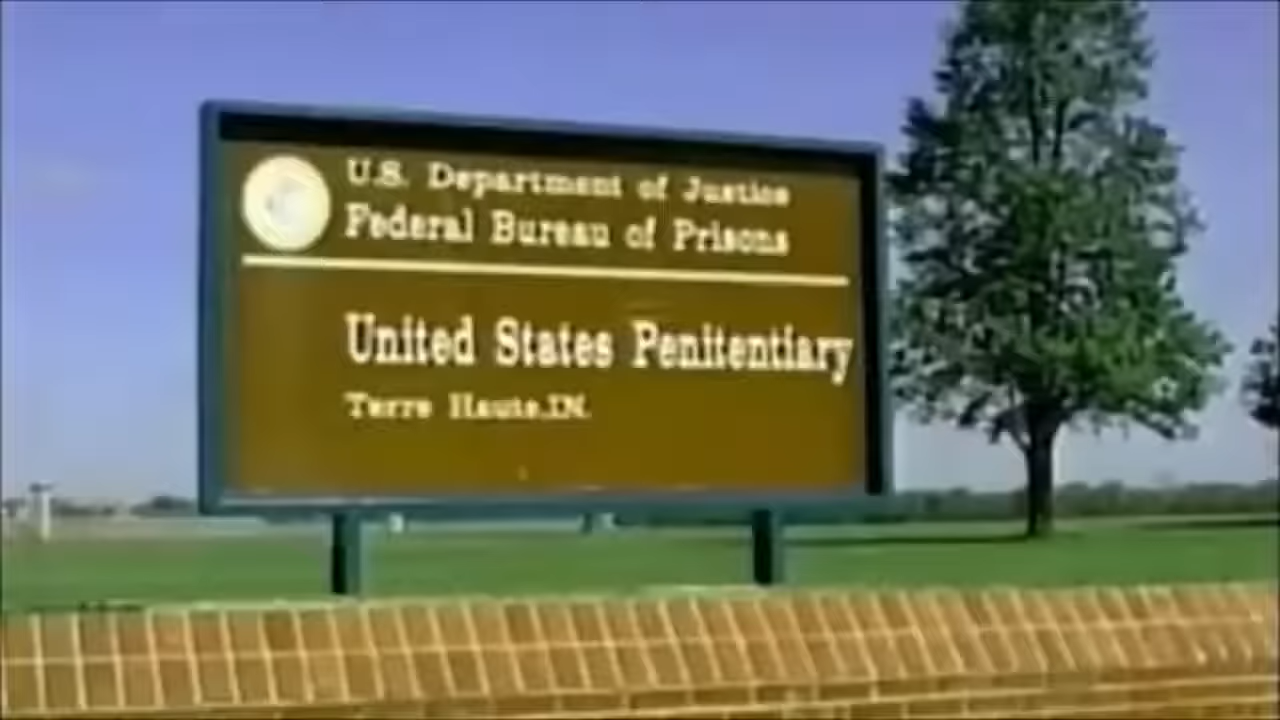 U.S. Department of Justice
Federal Bureau of Prisons
United States Penitentiary
Terre Haute,IN.